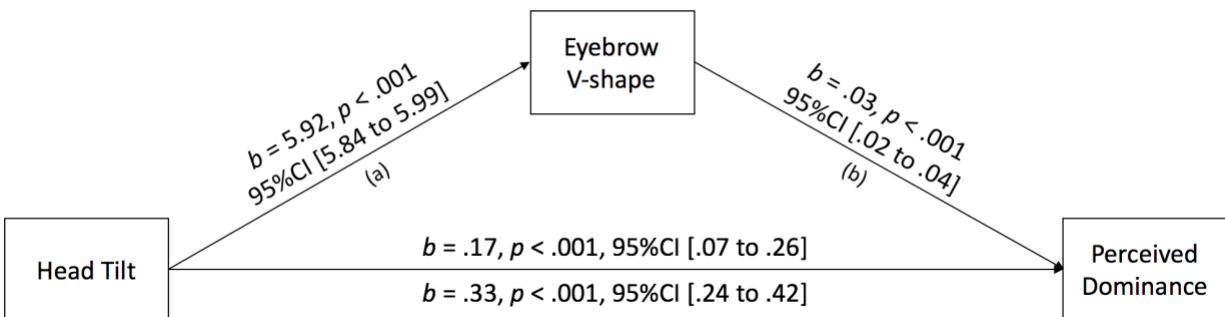 Eyebrow
V-shape
b = 5.92, p < .001
95%CI [5.84 to 5.99]
(a)
b = .03, p < .001
95%CI [.02 to .04]
(b)
Head Tilt
b = .17, p < .001, 95%CI [.07 to .26]
b = .33, p < .001, 95%CI [.24 to .42]
Perceived
Dominance